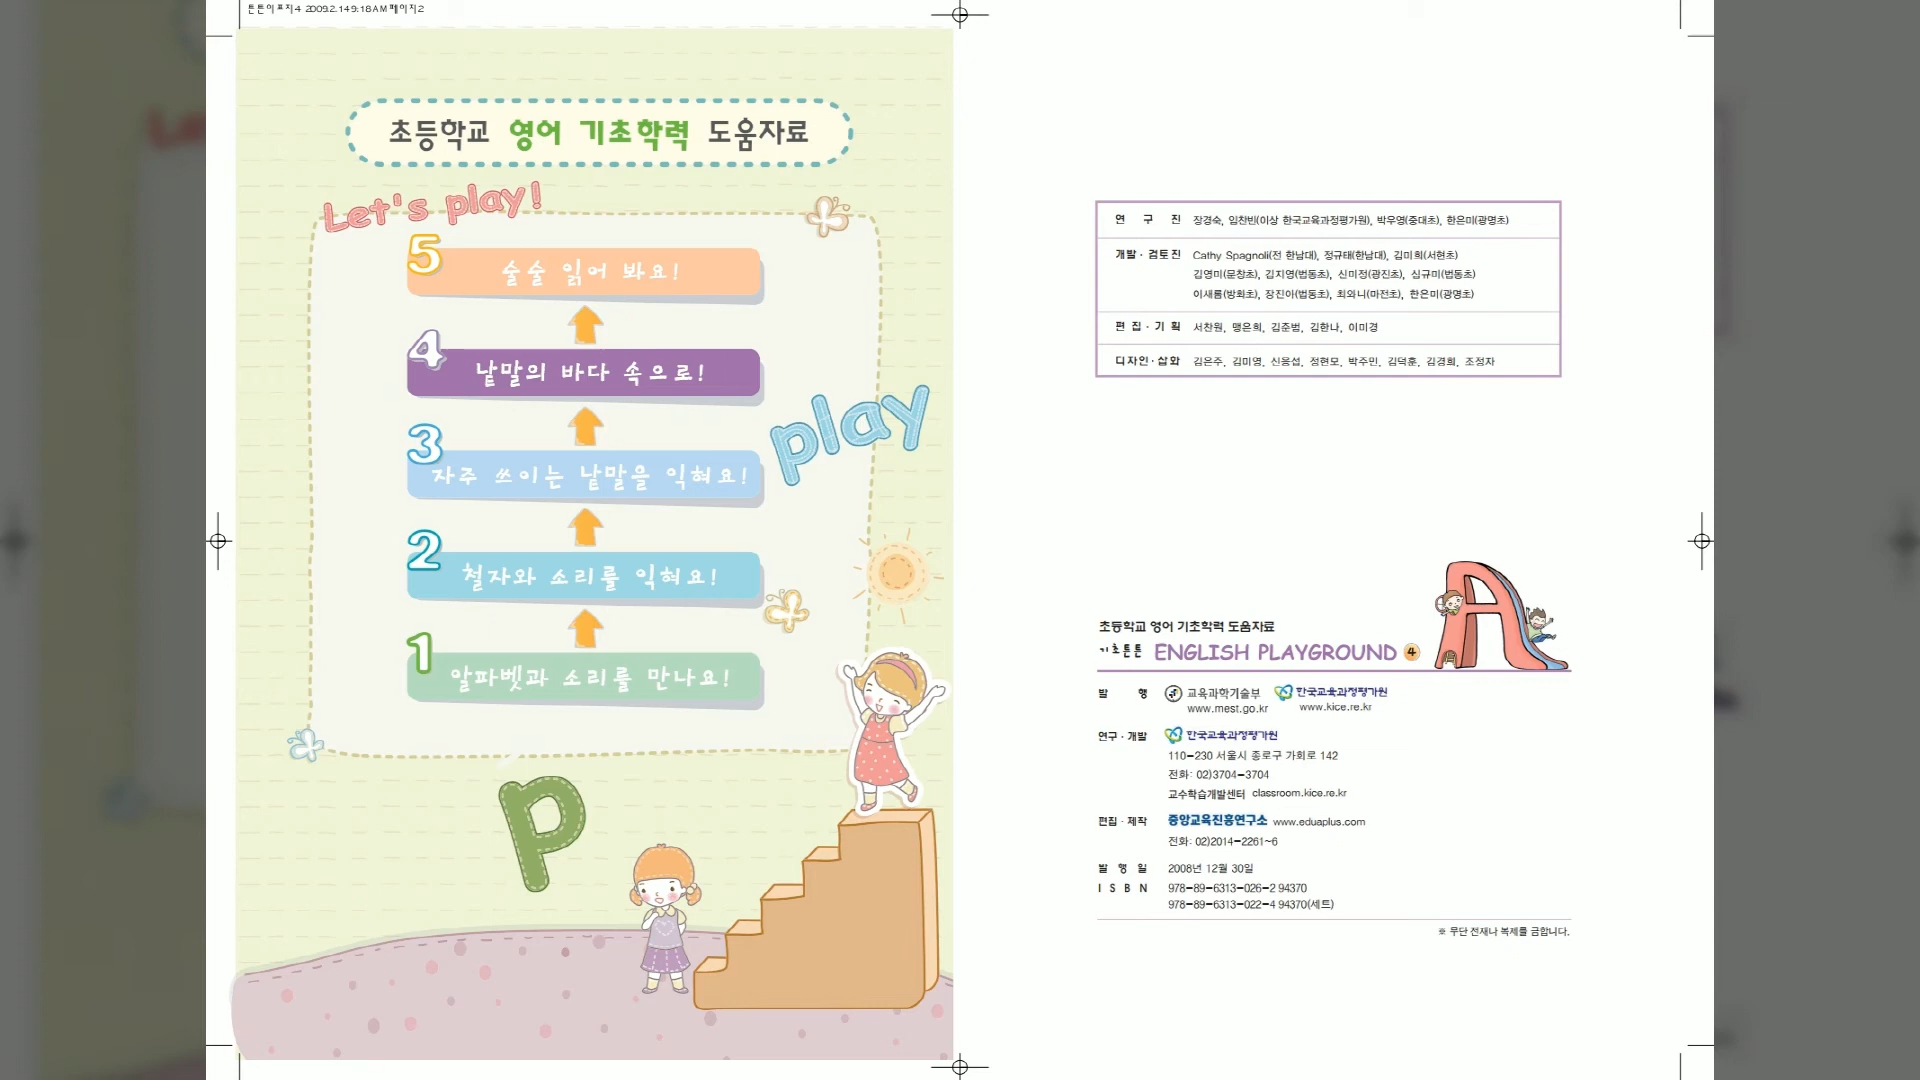 튼튼이표지4 2009.2.14 9:18 AM 페이지2
초등학교 영어 기초학력 도움자료
Let's play!
5
술술 읽어 봐요!
4
낱말의 바다 속으로!
3
자주 쓰이는 낱말을 익혀요!
play
2
철자와 소리를 익혀요!
1
알파벳과 소리를 만나요!
p
연 구 진 장경숙, 임찬빈(이상 한국교육과정평가원), 박우영(중대초), 한은미(광명초)
개발·검토진 Cathy Spagnoli(전 한남대), 정규태(한남대), 김미희(서현초)
김영미(문창초), 김지영(법동초), 신미정(광진초), 심규미(법동초)
이새롬(방화초), 장진아(법동초), 최와니(마전초), 한은미(광명초)
편집·기획 서찬원, 맹은희, 김준범, 김한나, 이미경
디자인·삽화 김은주, 김미영, 신응섭, 정현모, 박주민, 김덕훈, 김경희, 조정자
A
초등학교 영어 기초학력 도움자료
기초튼튼 ENGLISH PLAYGROUND 4
발 행 교육과학기술부 한국교육과정평가원
www.mest.go.kr www.kice.re.kr
연구·개발 한국교육과정평가원
110-230 서울시 종로구 가회로 142
전화: 02)3704-3704
교수학습개발센터 classroom.kice.re.kr
편집·제작 중앙교육진흥연구소 www.eduaplus.com
전화: 02)2014-2261~6
발 행 일 2008년 12월 30일
I S B N 978-89-6313-026-2 94370
978-89-6313-022-4 94370(세트)
※ 무단 전재나 복제를 금합니다.